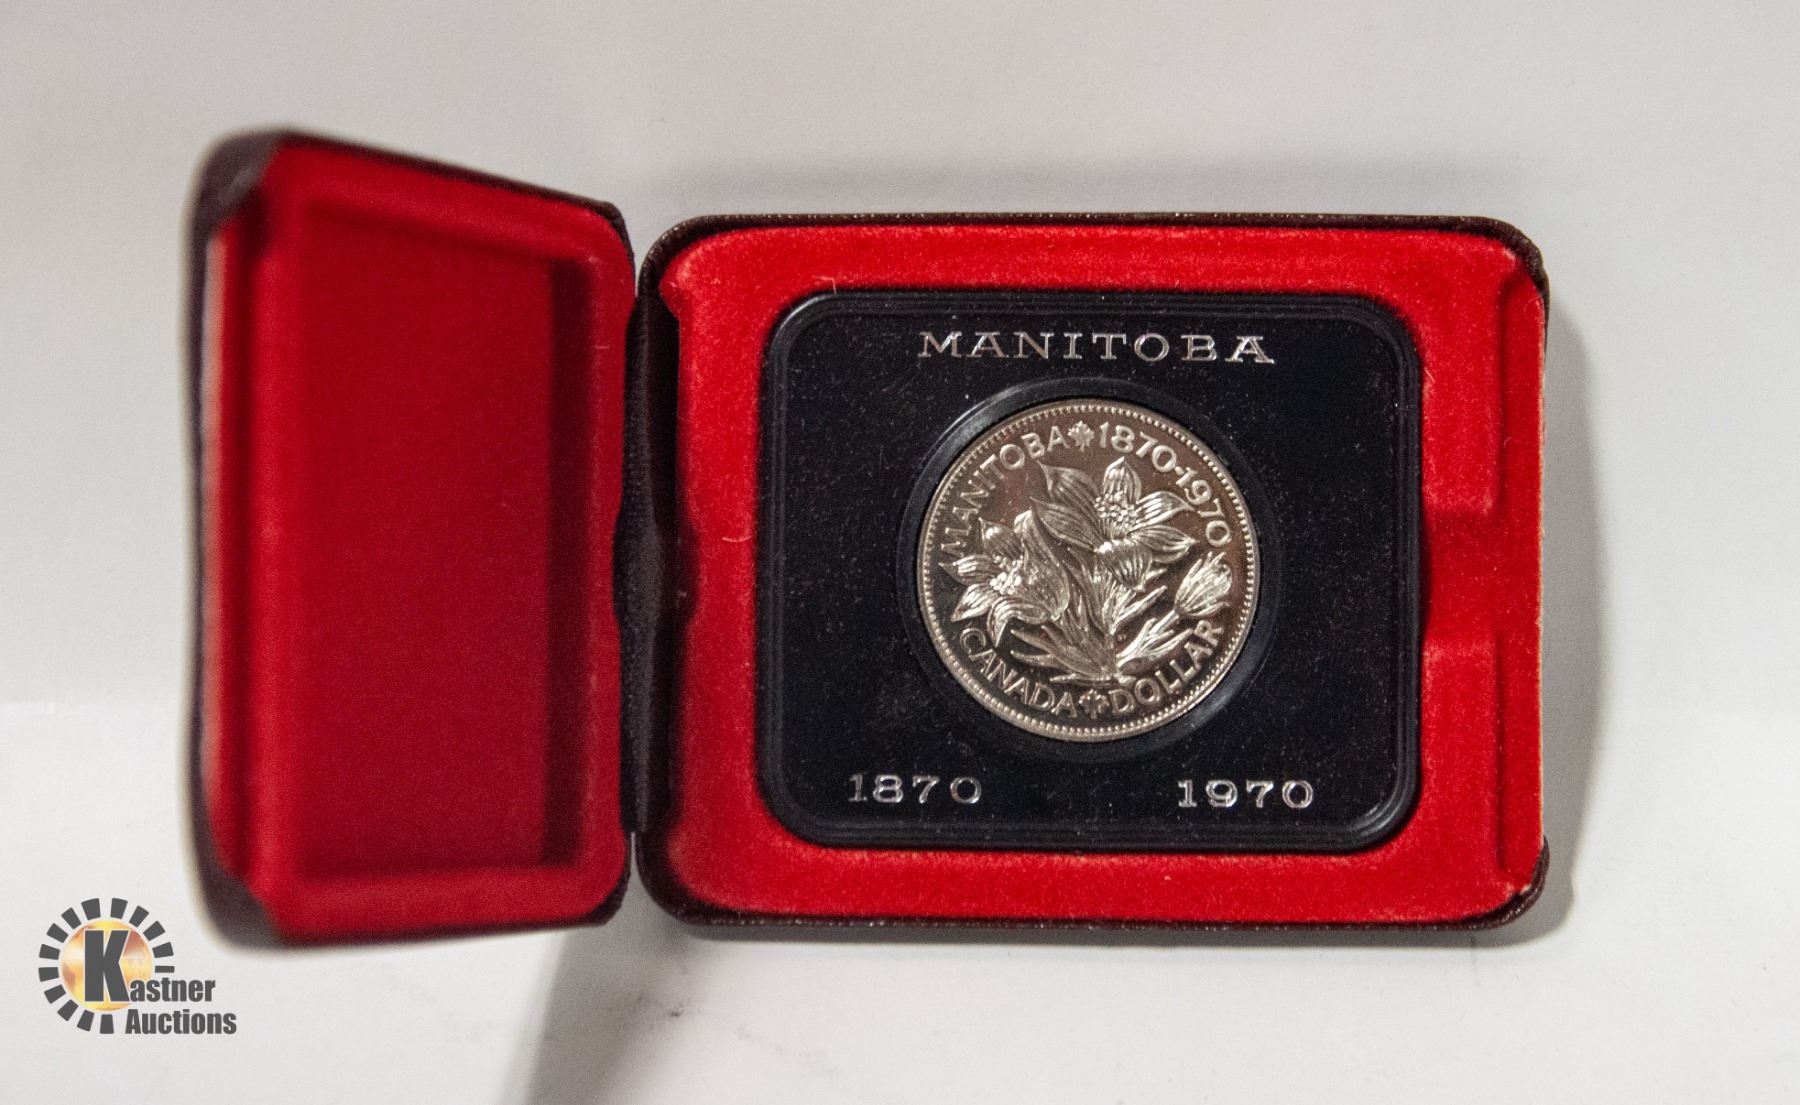 MANITOBA
MANITOBA 1870-1970
CANADA DOLLAR
1870 1970
Kastner
Auctions